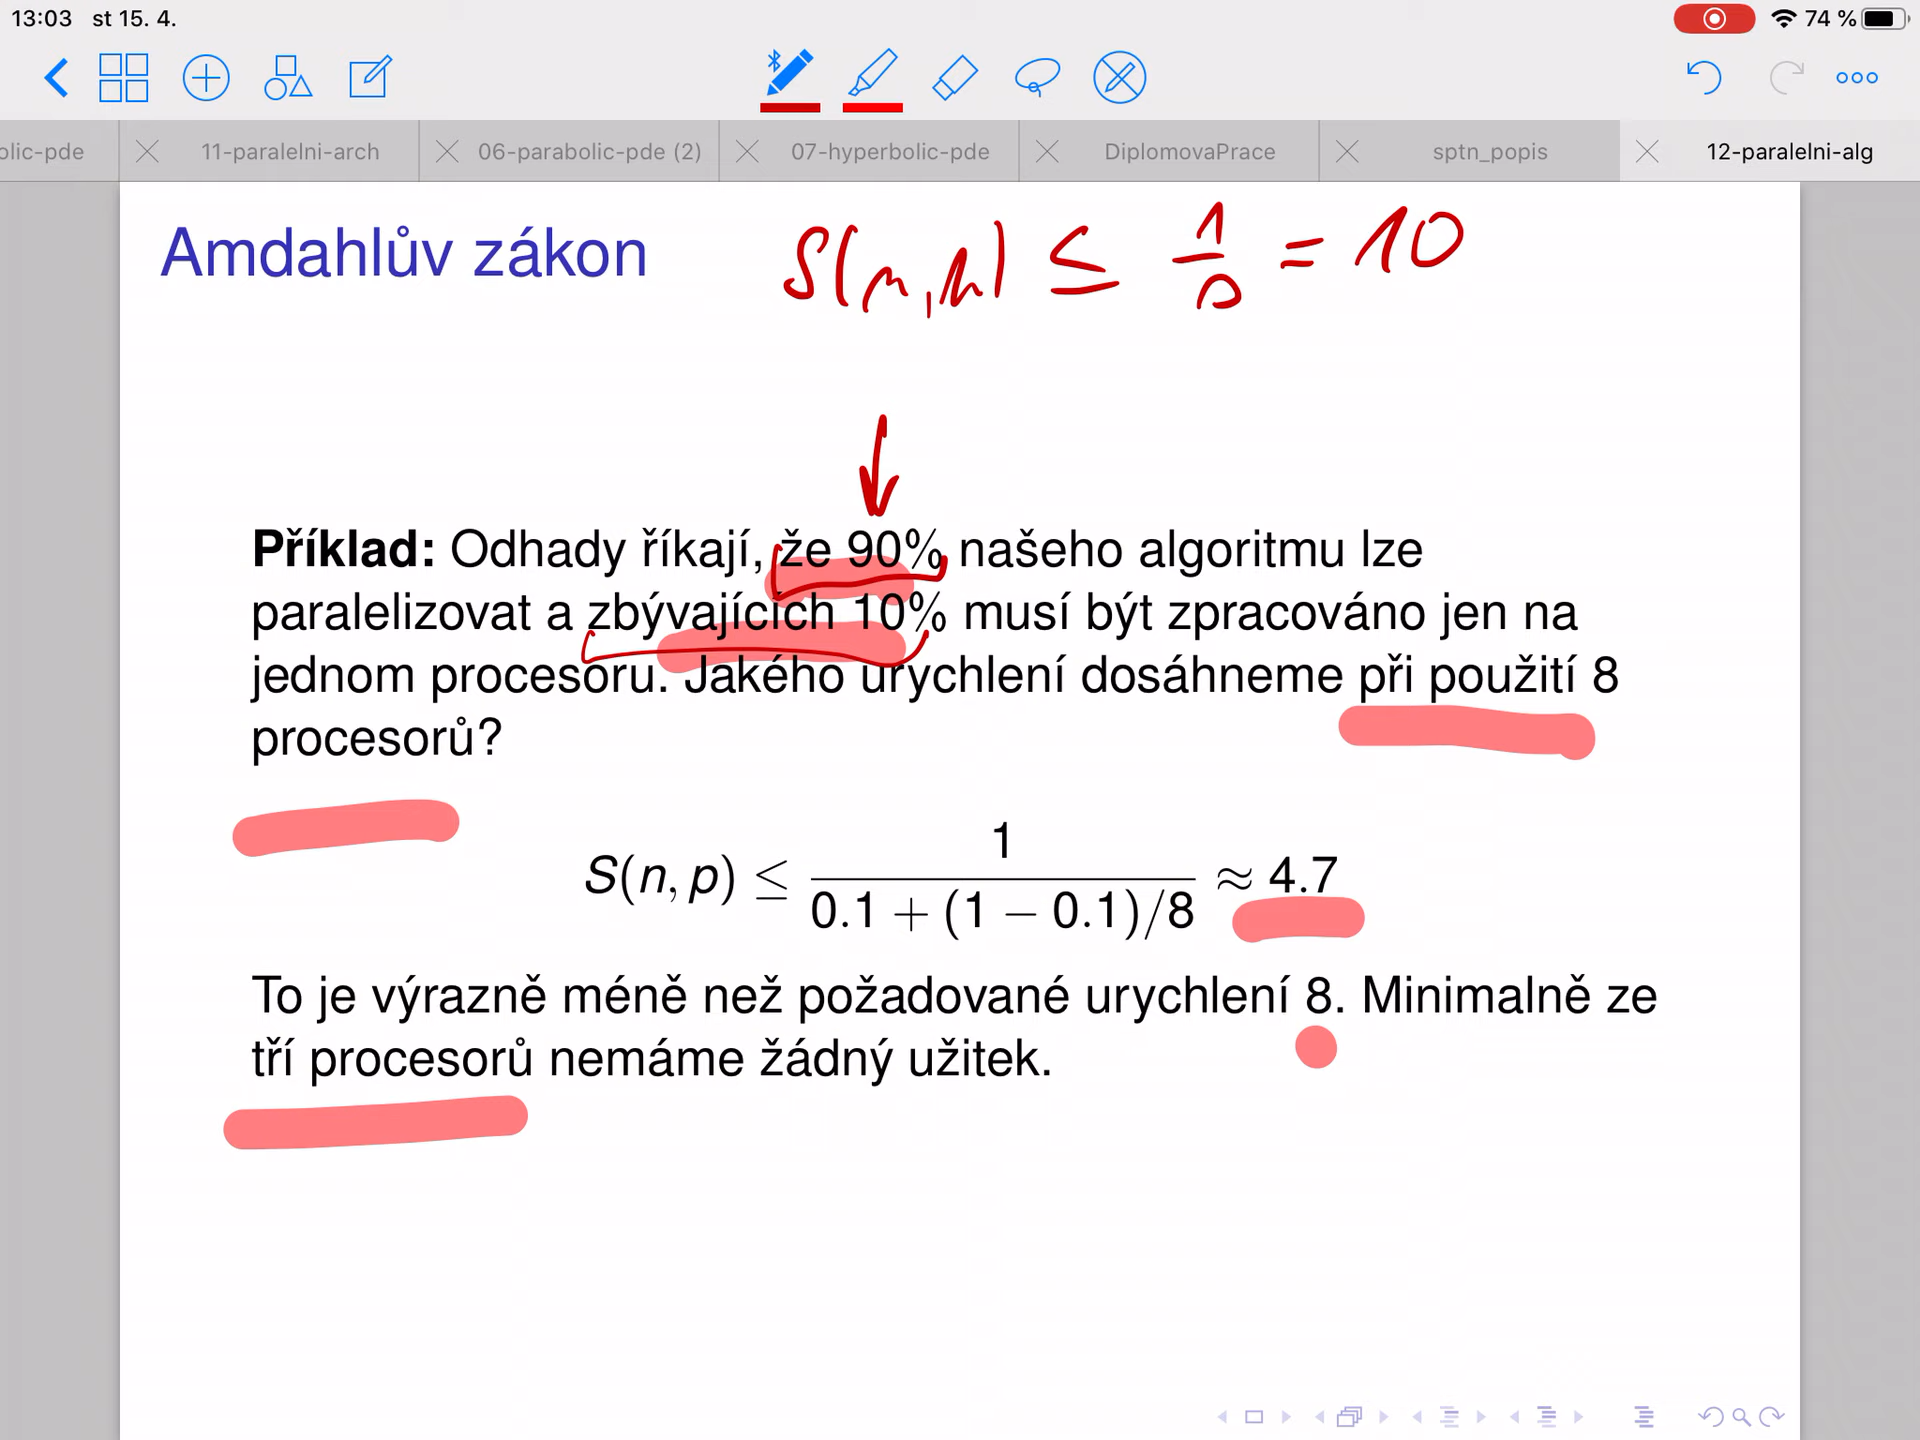 13:03 st 15. 4. 74 %
olic-pde 11-paralelni-arch 06-parabolic-pde (2) 07-hyperbolic-pde DiplomovaPrace sptn_popis 12-paralelni-alg
Amdahlův zákon S(n,p) ≤ 1/s = 10
Příklad: Odhady říkají, že 90% našeho algoritmu lze
paralelizovat a zbývajících 10% musí být zpracováno jen na
jednom procesoru. Jakého urychlení dosáhneme při použití 8
procesorů?
S(n, p) ≤ 1 / 0.1 + (1 − 0.1)/8 ≈ 4.7
To je výrazně méně než požadované urychlení 8. Minimalně ze
tří procesorů nemáme žádný užitek.